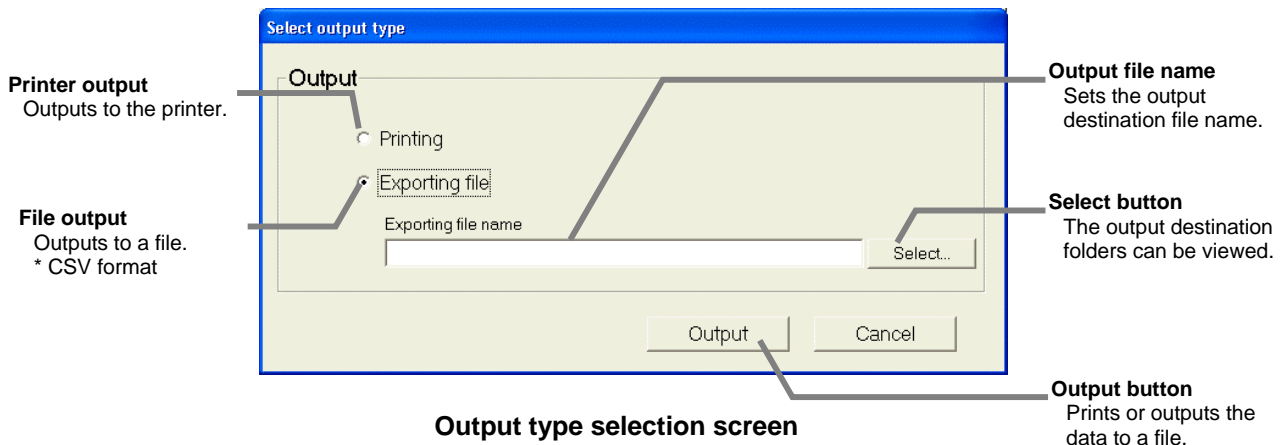 Select output type
Output
Printer output
Outputs to the printer.
Printing
Exporting file
File output
Outputs to a file.
* CSV format
Exporting file name
Select...
Output file name
Sets the output
destination file name.
Select button
The output destination
folders can be viewed.
Output
Cancel
Output button
Prints or outputs the
data to a file.
Output type selection screen